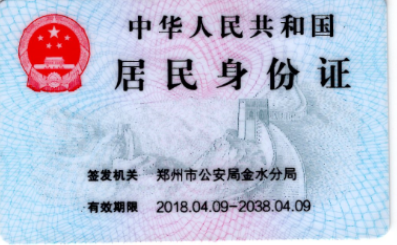 中华人民共和国
居民身份证
签发机关 郑州市公安局金水分局
有效期限 2018.04.09-2038.04.09